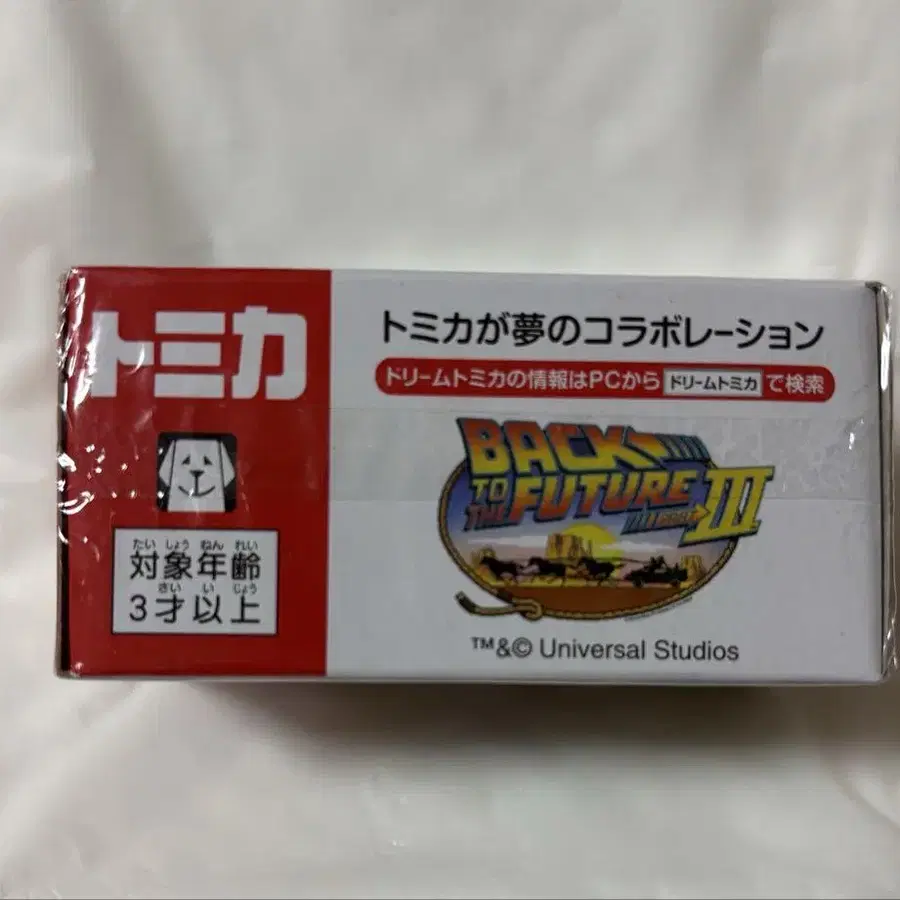 トミカ
たいしょうねんれい
対象年齢
さい い じょう
3才以上
トミカが夢のコラボレーション
ドリームトミカの情報はPCから ドリームトミカ で検索
BACK
TO THE FUTURE
PART III
™&© Universal Studios